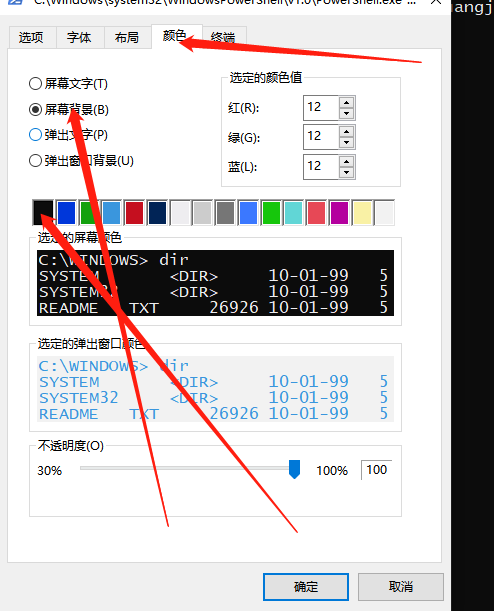 C:\Windows\system32\WindowsPowerShell\v1.0\PowerShell.exe
选项 字体 布局 颜色 终端
屏幕文字(T)
屏幕背景(B)
弹出文字(P)
弹出窗口背景(U)
选定的颜色值
红(R): 12
绿(G): 12
蓝(L): 12
选定的屏幕颜色
C:\WINDOWS> dir
SYSTEM <DIR> 10-01-99 5
SYSTEM32 <DIR> 10-01-99 5
README TXT 26926 10-01-99 5
选定的弹出窗口颜色
C:\WINDOWS> dir
SYSTEM <DIR> 10-01-99 5
SYSTEM32 <DIR> 10-01-99 5
README TXT 26926 10-01-99 5
不透明度(O)
30% 100% 100
确定 取消